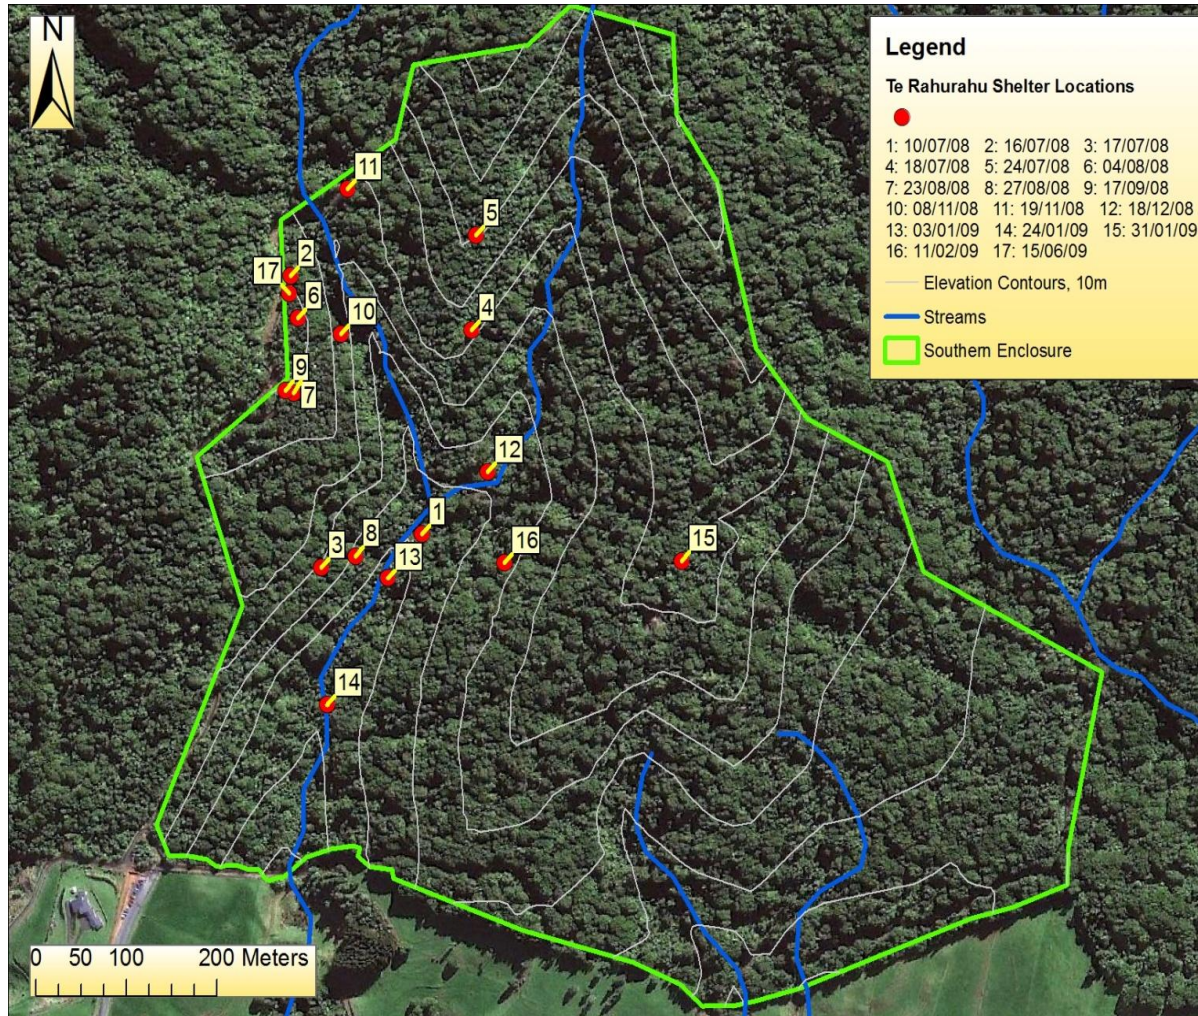 N
Legend
Te Rahurahu Shelter Locations
1: 10/07/08 2: 16/07/08 3: 17/07/08
4: 18/07/08 5: 24/07/08 6: 04/08/08
7: 23/08/08 8: 27/08/08 9: 17/09/08
10: 08/11/08 11: 19/11/08 12: 18/12/08
13: 03/01/09 14: 24/01/09 15: 31/01/09
16: 11/02/09 17: 15/06/09
Elevation Contours, 10m
Streams
Southern Enclosure
11
5
2
17
6
10
4
9
7
12
1
3
8
13
16
15
14
0 50 100 200 Meters